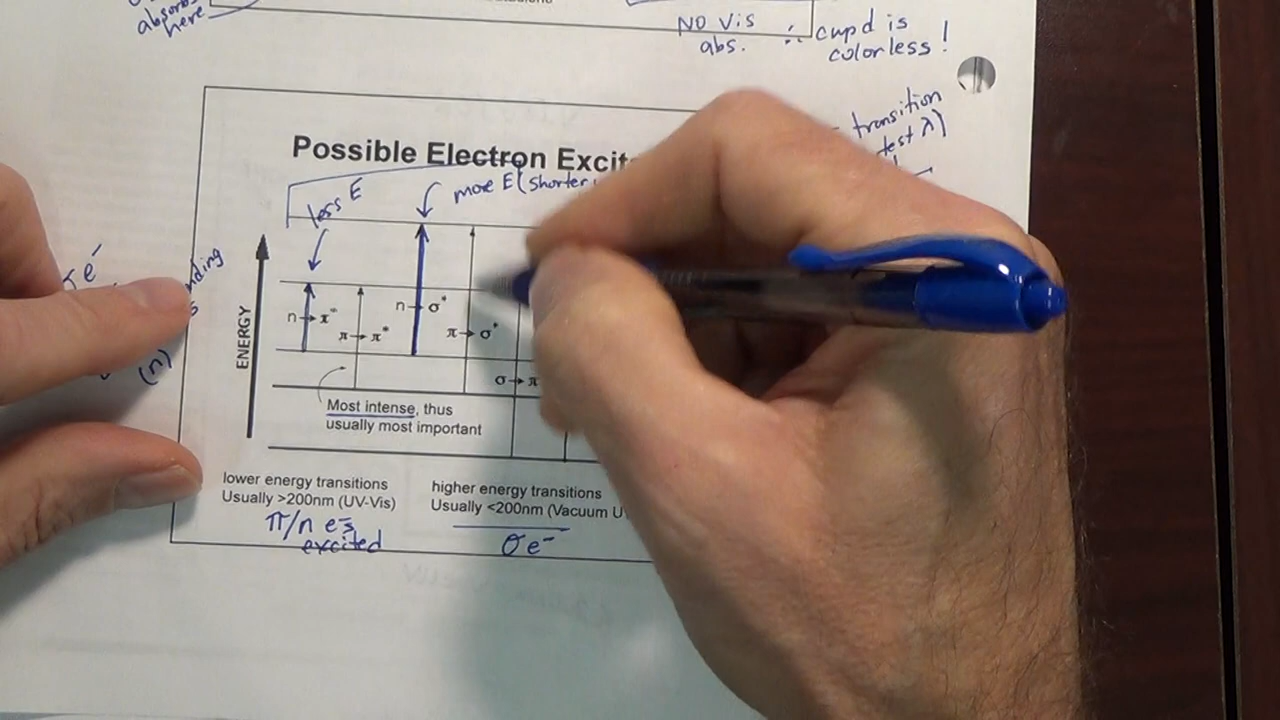 absorbs
here
NO Vis
abs.
∴ cmpd is
colorless!
transition
λ)
Possible Electron
less E
more E (shorter
ENERGY
n→π*
π→π*
n→σ*
π→σ*
σ→π
e⁻
(n)
Most intense, thus
usually most important
lower energy transitions
Usually >200nm (UV-Vis)
π/n e⁻s
excited
higher energy transitions
Usually <200nm (Vacuum
σ e⁻